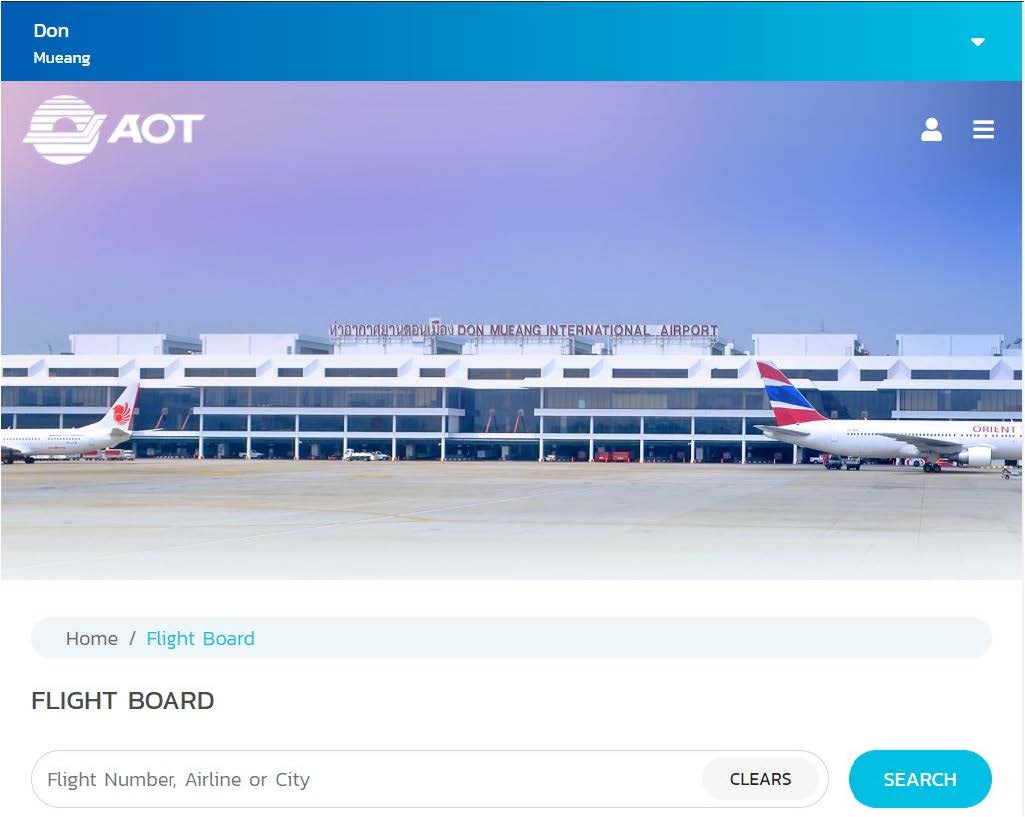 Don
Mueang
AOT
ท่าอากาศยานดอนเมือง DON MUEANG INTERNATIONAL AIRPORT
ORIENT
Home / Flight Board
FLIGHT BOARD
Flight Number, Airline or City
CLEARS
SEARCH